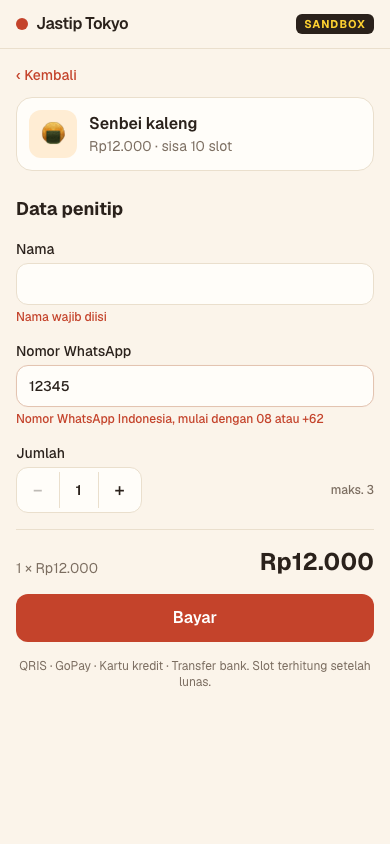 Jastip Tokyo
SANDBOX
‹ Kembali
Senbei kaleng
Rp12.000 · sisa 10 slot
Data penitip
Nama
Nama wajib diisi
Nomor WhatsApp
12345
Nomor WhatsApp Indonesia, mulai dengan 08 atau +62
Jumlah
− 1 +
maks. 3
1 × Rp12.000
Rp12.000
Bayar
QRIS · GoPay · Kartu kredit · Transfer bank. Slot terhitung setelah
lunas.